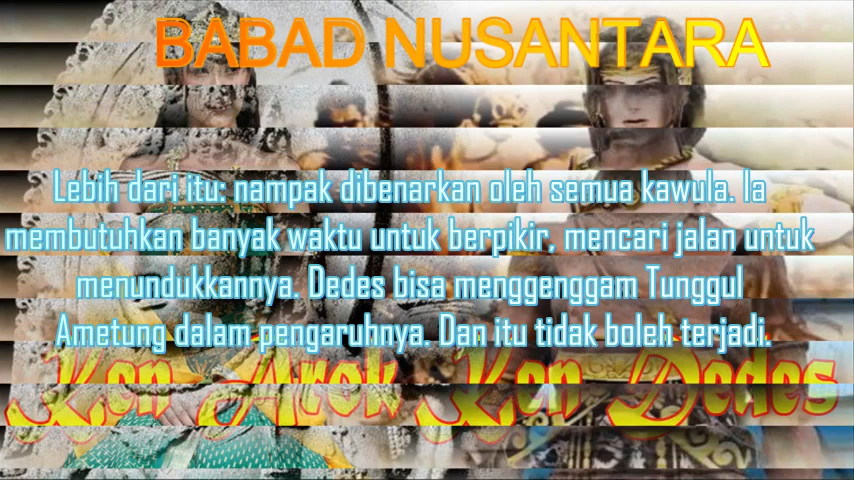 BABAD NUSANTARA
Lebih dari itu: nampak dibenarkan oleh semua kawula. Ia
membutuhkan banyak waktu untuk berpikir, mencari jalan untuk
menundukkannya. Dedes bisa menggenggam Tunggul
Ametung dalam pengaruhnya. Dan itu tidak boleh terjadi.
Ken Arok Ken Dedes